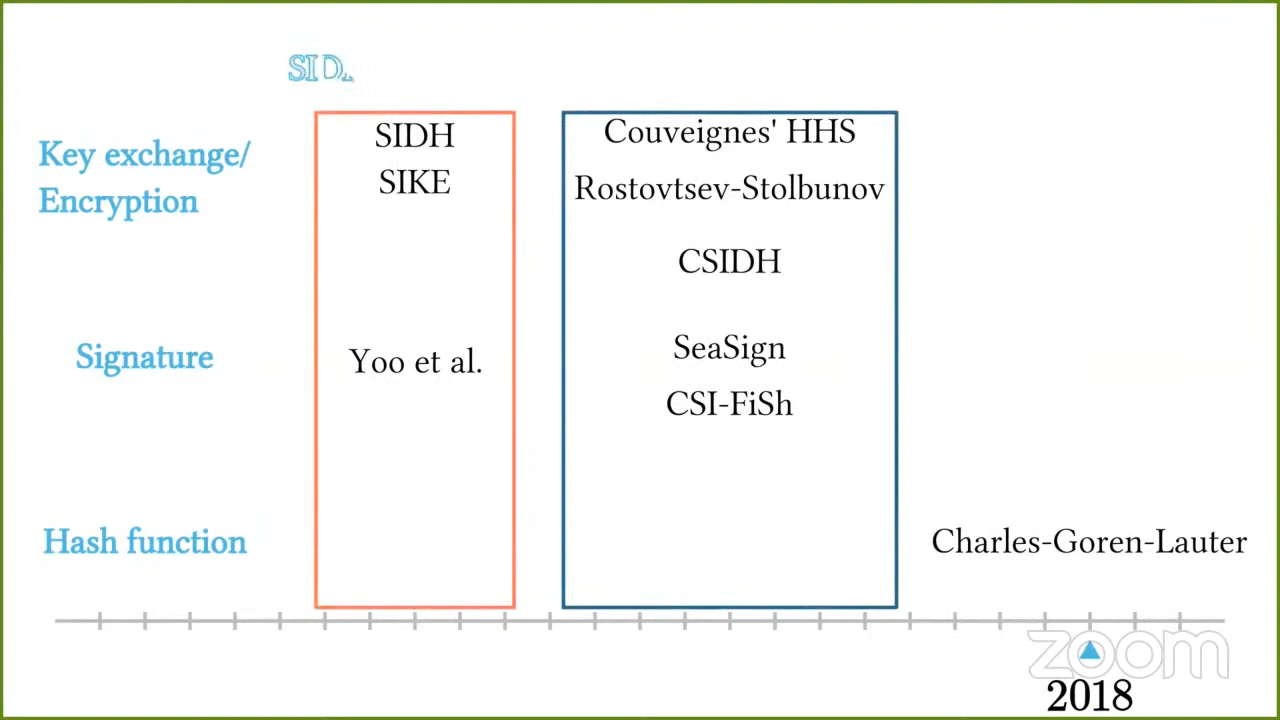 SID
Key exchange/
Encryption
SIDH
SIKE
Couveignes' HHS
Rostovtsev-Stolbunov
CSIDH
Signature
Yoo et al.
SeaSign
CSI-FiSh
Hash function
Charles-Goren-Lauter
zoom
2018